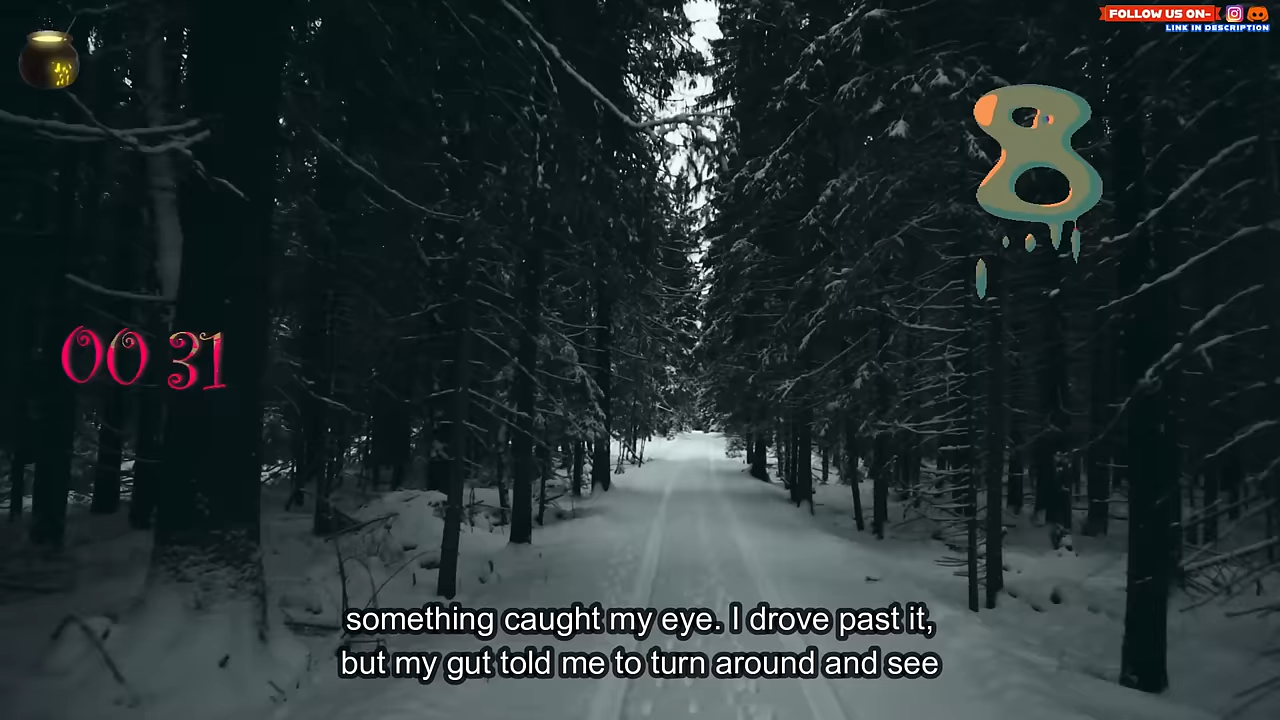 FOLLOW US ON-
LINK IN DESCRIPTION
8
00 31
something caught my eye. I drove past it,
but my gut told me to turn around and see